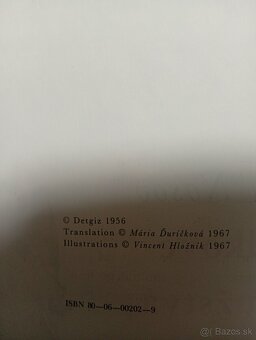 © Detgiz 1956
Translation © Mária Ďuríčková 1967
Illustrations © Vincent Hložník 1967
ISBN 80—06—00202—9
@ Bazos.sk